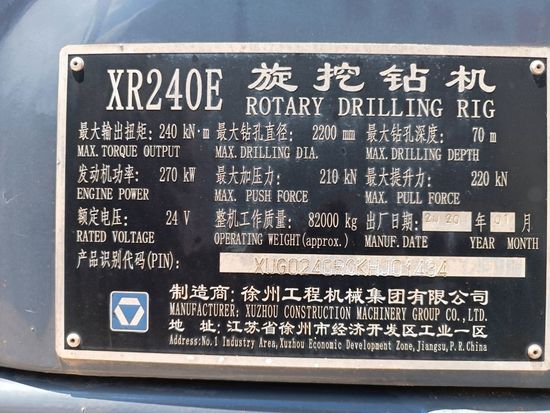 XR240E 旋挖钻机
ROTARY DRILLING RIG
最大输出扭矩: 240 kN·m 最大钻孔直径: 2200 mm 最大钻孔深度: 70 m
MAX. TORQUE OUTPUT MAX. DRILLING DIA. MAX. DRILLING DEPTH
发动机功率: 270 kW 最大加压力: 210 kN 最大提升力: 220 kN
ENGINE POWER MAX. PUSH FORCE MAX. PULL FORCE
额定电压: 24 V 整机工作质量: 82000 kg 出厂日期: 年 01 月
RATED VOLTAGE OPERATING WEIGHT (approx.) MANUF. DATE YEAR MONTH
产品识别代码(PIN):
制造商: 徐州工程机械集团有限公司
MANUFACTURER: XUZHOU CONSTRUCTION MACHINERY GROUP CO., LTD.
地 址: 江苏省徐州市经济开发区工业一区
Address: No.1 Industry Area, Xuzhou Economic Development Zone, Jiangsu, P.R.China